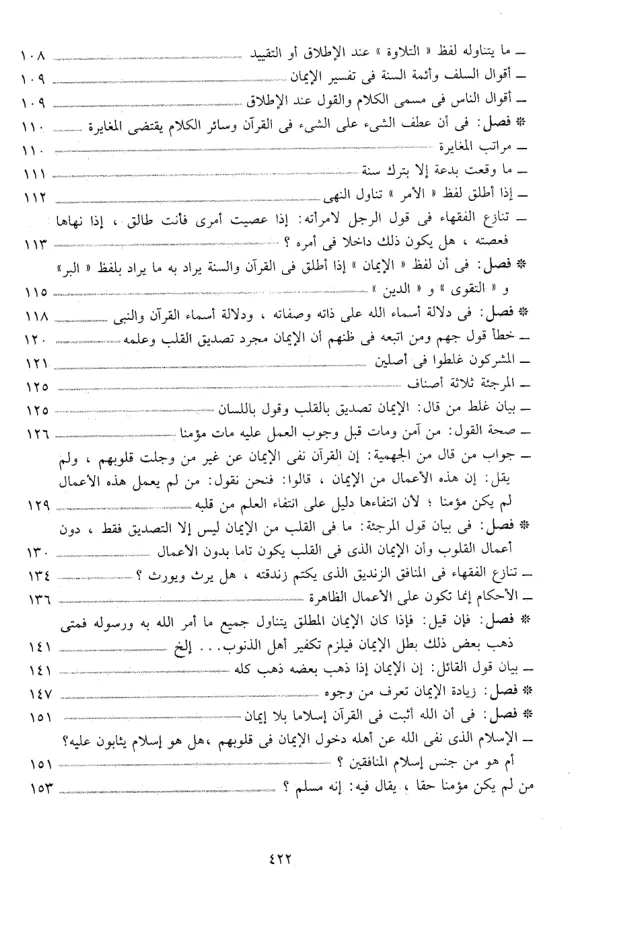 ــ ما يتناوله لفظ « التلاوة » عند الإطلاق أو التقييد ١٠٨
ــ أقوال السلف وأئمة السنة فى تفسير الإيمان ١٠٩
ــ أقوال الناس فى مسمى الكلام والقول عند الإطلاق ١٠٩
* فصل: فى أن عطف الشىء على الشىء فى القرآن وسائر الكلام يقتضى المغايرة ١١٠
ــ مراتب المغايرة ١١٠
ــ ما وقعت بدعة إلا بترك سنة ١١١
ــ إذا أطلق لفظ « الأمر » تناول النهى ١١٢
ــ تنازع الفقهاء فى قول الرجل لامرأته: إذا عصيت أمرى فأنت طالق ، إذا نهاها
فعصته ، هل يكون ذلك داخلا فى أمره ؟ ١١٣
* فصل: فى أن لفظ « الإيمان » إذا أطلق فى القرآن والسنة يراد به ما يراد بلفظ « البر»
و « التقوى » و « الدين » ١١٥
* فصل: فى دلالة أسماء الله على ذاته وصفاته ، ودلالة أسماء القرآن والنبى ١١٨
ــ خطأ قول جهم ومن اتبعه فى ظنهم أن الإيمان مجرد تصديق القلب وعلمه ١٢٠
ــ المشركون غلطوا فى أصلين ١٢١
ــ المرجئة ثلاثة أصناف ١٢٥
ــ بيان غلط من قال: الإيمان تصديق بالقلب وقول باللسان ١٢٥
ــ صحة القول: من آمن ومات قبل وجوب العمل عليه مات مؤمنا ١٢٦
ــ جواب من قال من الجهمية: إن القرآن نفى الإيمان عن غير من وجلت قلوبهم ، ولم
يقل: إن هذه الأعمال من الإيمان ، قالوا: فنحن نقول: من لم يعمل هذه الأعمال
لم يكن مؤمنا ؛ لأن انتفاءها دليل على انتفاء العلم من قلبه ١٢٩
* فصل: فى بيان قول المرجئة: ما فى القلب من الإيمان ليس إلا التصديق فقط ، دون
أعمال القلوب وأن الإيمان الذى فى القلب يكون تاما بدون الأعمال ١٣٠
ــ تنازع الفقهاء فى المنافق الزنديق الذى يكتم زندقته ، هل يرث ويورث ؟ ١٣٤
ــ الأحكام إنما تكون على الأعمال الظاهرة ١٣٦
* فصل: فإن قيل: فإذا كان الإيمان المطلق يتناول جميع ما أمر الله به ورسوله فمتى
ذهب بعض ذلك بطل الإيمان فيلزم تكفير أهل الذنوب... إلخ ١٤١
ــ بيان قول القائل: إن الإيمان إذا ذهب بعضه ذهب كله ١٤١
* فصل: زيادة الإيمان تعرف من وجوه ١٤٧
* فصل: فى أن الله أثبت فى القرآن إسلاما بلا إيمان ١٥١
ــ الإسلام الذى نفى الله عن أهله دخول الإيمان فى قلوبهم ،هل هو إسلام يثابون عليه؟
أم هو من جنس إسلام المنافقين ؟ ١٥١
من لم يكن مؤمنا حقا ، يقال فيه: إنه مسلم ؟ ١٥٣
٤٢٢